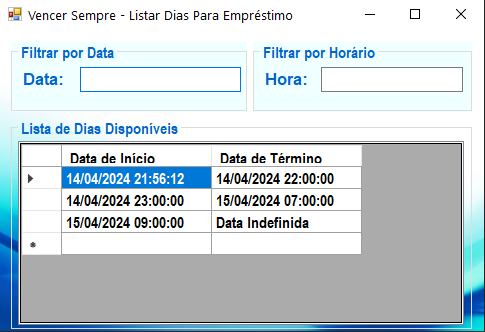 Vencer Sempre - Listar Dias Para Empréstimo
Filtrar por Data
Filtrar por Horário
Data:
Hora:
Lista de Dias Disponíveis
Data de Início Data de Término
14/04/2024 21:56:12 14/04/2024 22:00:00
14/04/2024 23:00:00 15/04/2024 07:00:00
15/04/2024 09:00:00 Data Indefinida